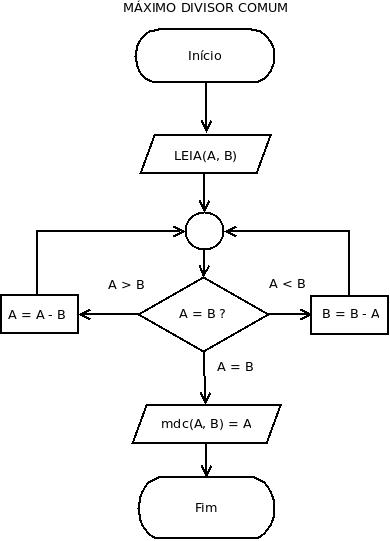 MÁXIMO DIVISOR COMUM
Início
LEIA(A, B)
A > B
A < B
A = A - B
A = B ?
B = B - A
A = B
mdc(A, B) = A
Fim